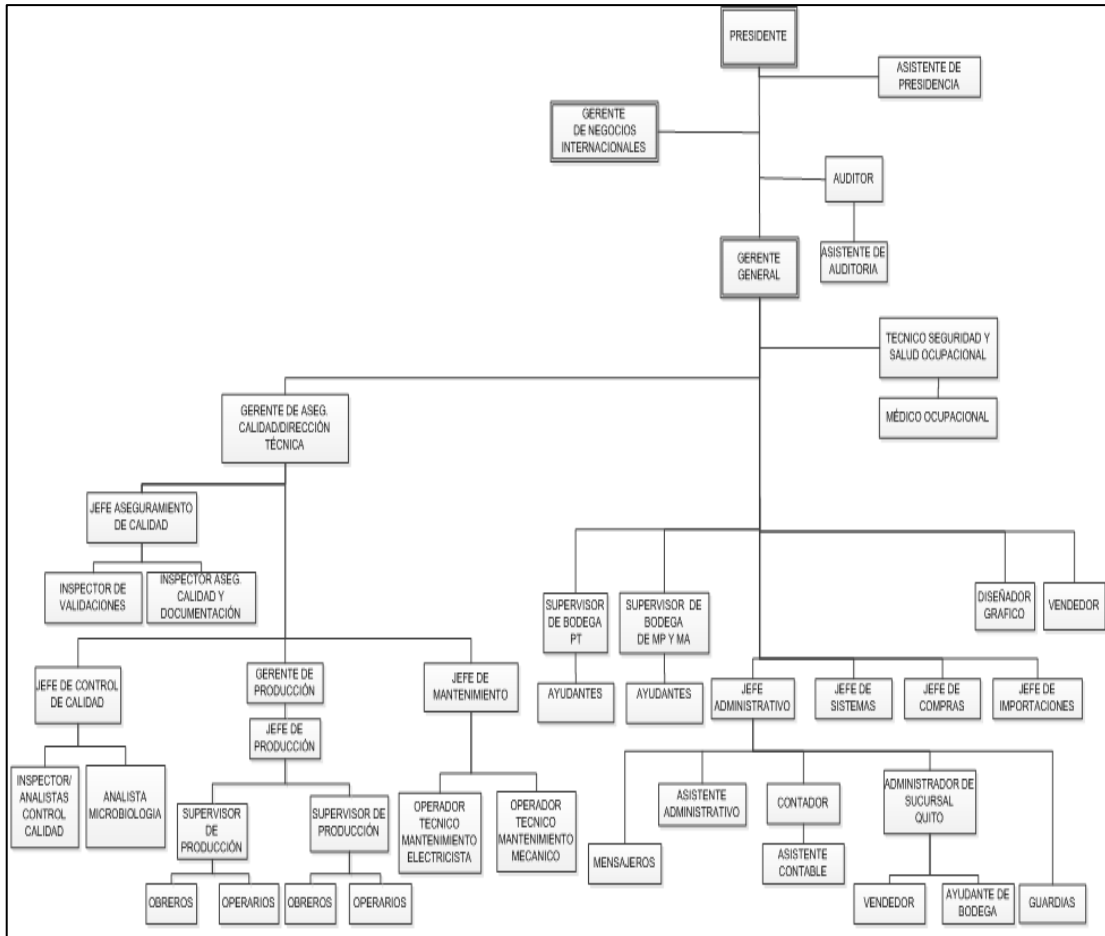 PRESIDENTE
ASISTENTE DE
PRESIDENCIA
GERENTE
DE NEGOCIOS
INTERNACIONALES
AUDITOR
ASISTENTE DE
AUDITORIA
GERENTE
GENERAL
TECNICO SEGURIDAD Y
SALUD OCUPACIONAL
MÉDICO OCUPACIONAL
GERENTE DE ASEG.
CALIDAD/DIRECCIÓN
TÉCNICA
JEFE ASEGURAMIENTO
DE CALIDAD
INSPECTOR DE
VALIDACIONES
INSPECTOR ASEG.
CALIDAD Y
DOCUMENTACIÓN
SUPERVISOR
DE BODEGA
PT
SUPERVISOR DE
BODEGA
DE MP Y MA
DISEÑADOR
GRAFICO
VENDEDOR
AYUDANTES
AYUDANTES
JEFE DE CONTROL
DE CALIDAD
GERENTE DE
PRODUCCIÓN
JEFE DE
MANTENIMIENTO
JEFE
ADMINISTRATIVO
JEFE DE
SISTEMAS
JEFE DE
COMPRAS
JEFE DE
IMPORTACIONES
JEFE DE
PRODUCCIÓN
INSPECTOR/
ANALISTAS
CONTROL
CALIDAD
ANALISTA
MICROBIOLOGIA
SUPERVISOR
DE
PRODUCCIÓN
SUPERVISOR DE
PRODUCCIÓN
OPERADOR
TECNICO
MANTENIMIENTO
ELECTRICISTA
OPERADOR
TECNICO
MANTENIMIENTO
MECANICO
MENSAJEROS
ASISTENTE
ADMINISTRATIVO
CONTADOR
ASISTENTE
CONTABLE
ADMINISTRADOR DE
SUCURSAL
QUITO
OBREROS
OPERARIOS
OBREROS
OPERARIOS
VENDEDOR
AYUDANTE DE
BODEGA
GUARDIAS